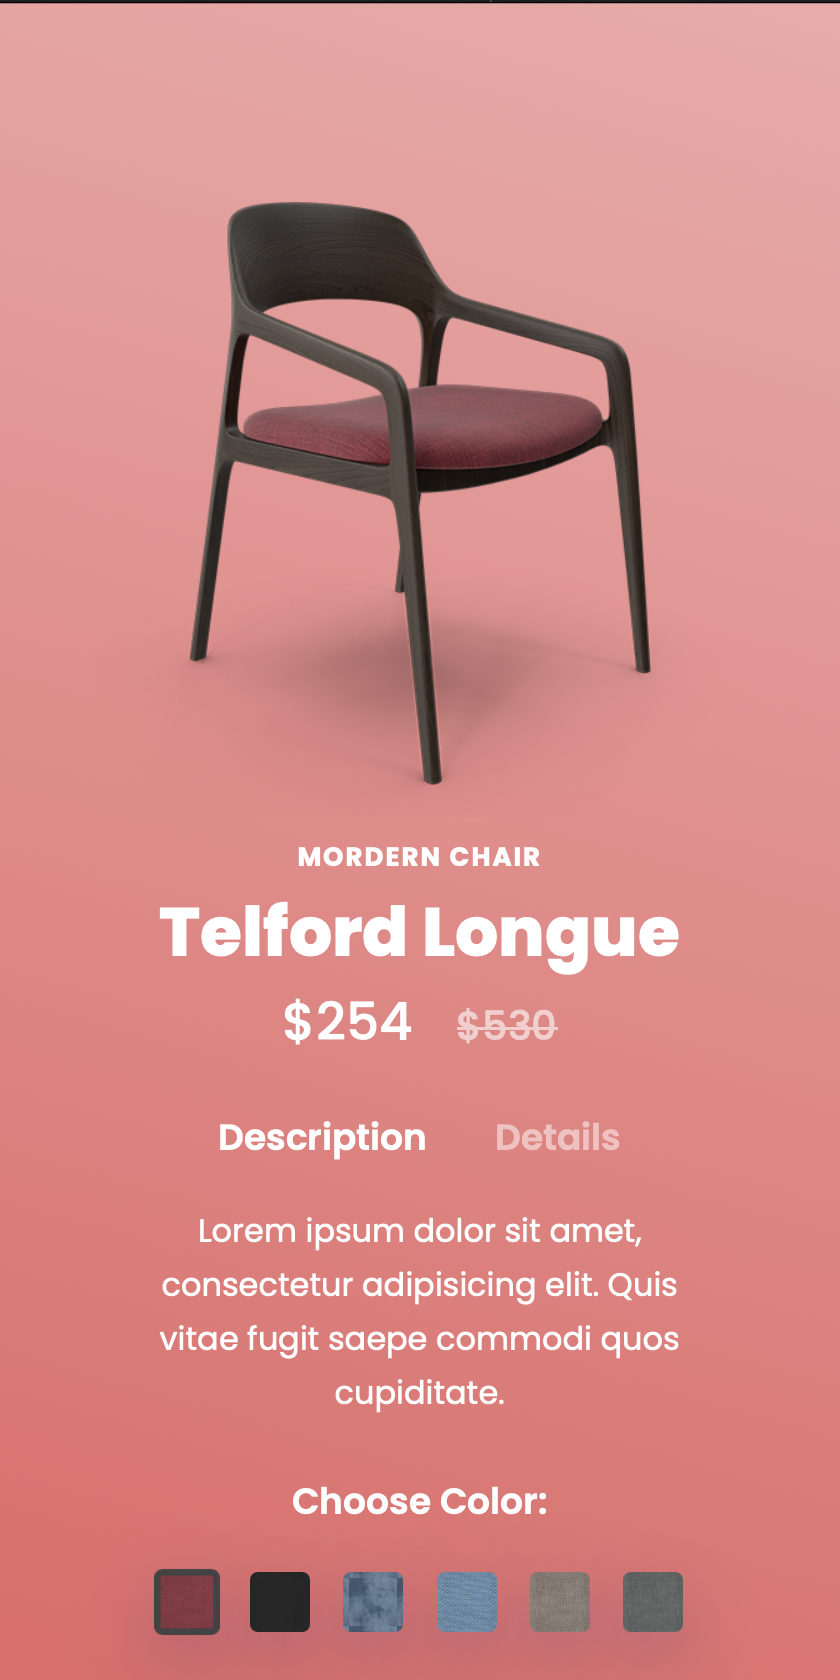 MORDERN CHAIR
Telford Longue
$254 $530
Description Details
Lorem ipsum dolor sit amet,
consectetur adipisicing elit. Quis
vitae fugit saepe commodi quos
cupiditate.
Choose Color: